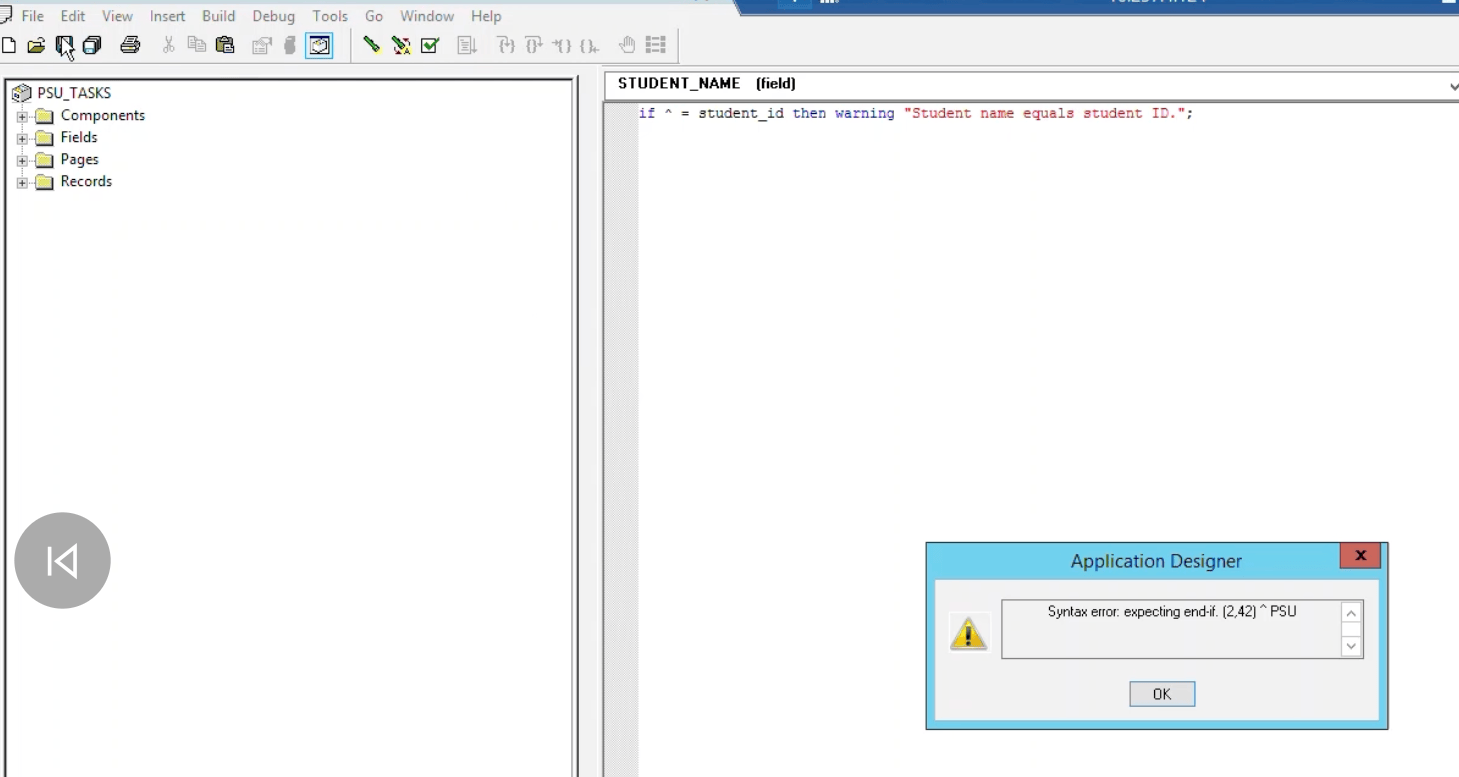 File Edit View Insert Build Debug Tools Go Window Help
PSU_TASKS
Components
Fields
Pages
Records
STUDENT_NAME (field)
if ^ = student_id then warning "Student name equals student ID.";
Application Designer
x
Syntax error: expecting end-if. (2,42) ^ PSU
OK